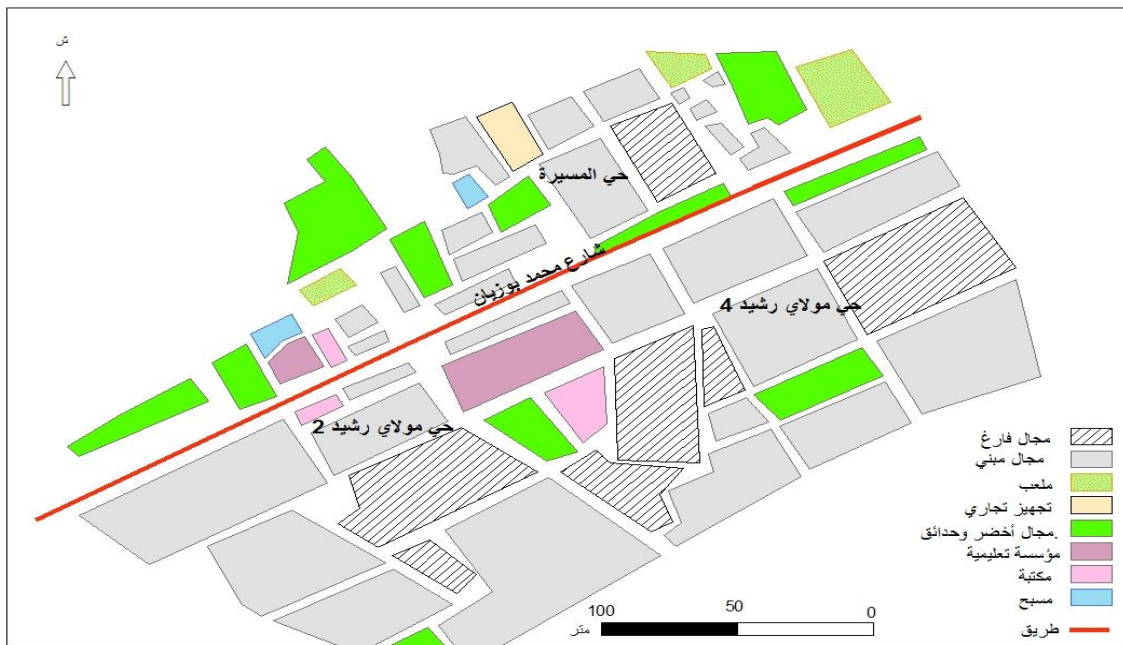 ش
حي المسيرة
شارع محمد بوزيان
حي مولاي رشيد 4
حي مولاي رشيد 2
مجال فارغ
مجال مبني
ملعب
تجهيز تجاري
مجال أخضر وحدائق.
مؤسسة تعليمية
مكتبة
مسبح
طريق
100 50 0
متر